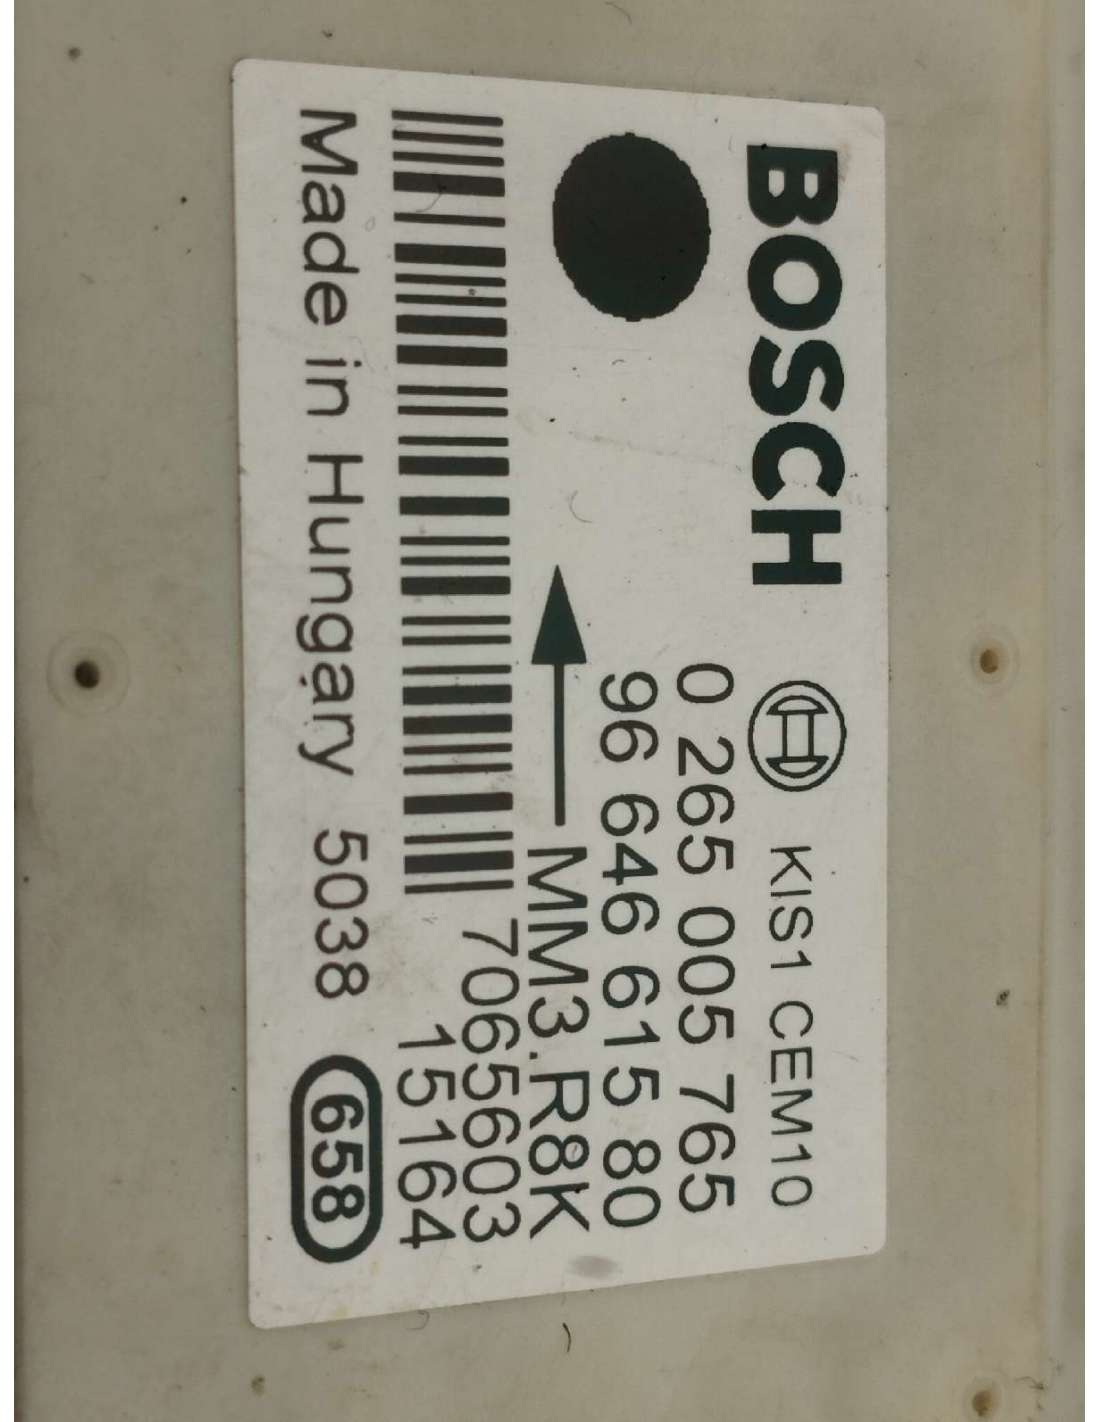 BOSCH KIS1 CEM10
0 265 005 765
96 646 615 80
MM3.R8K
7065603
15164
Made in Hungary 5038 658